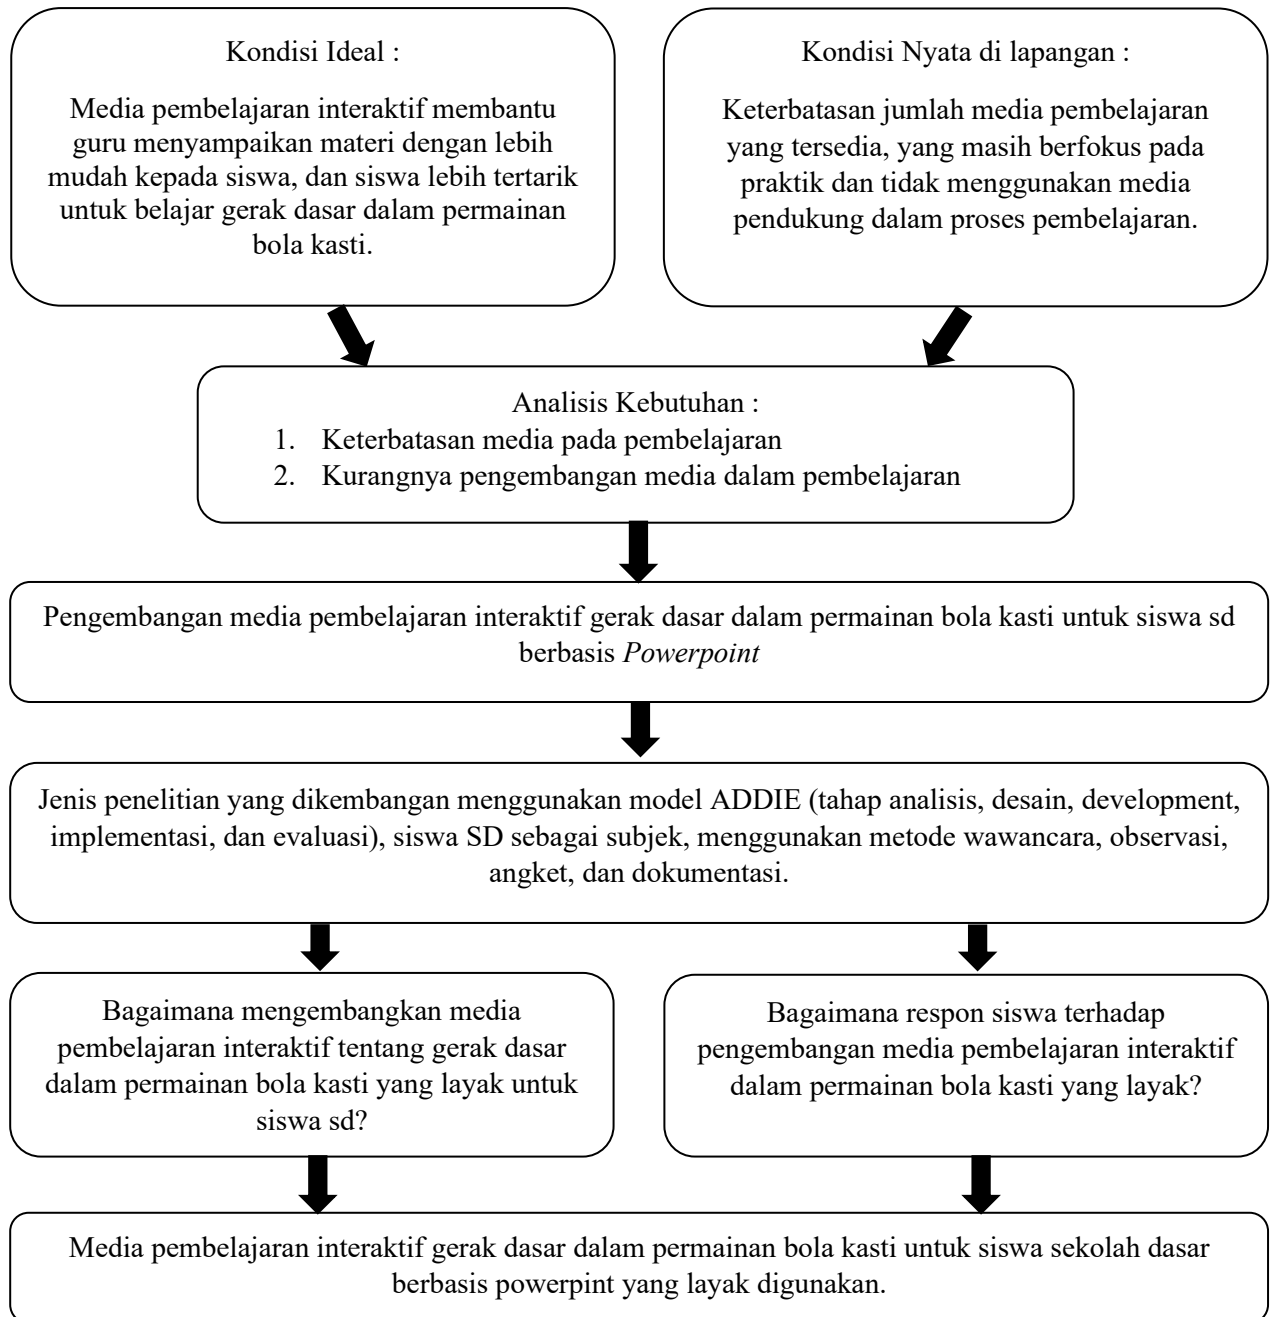 Kondisi Ideal :
Media pembelajaran interaktif membantu
guru menyampaikan materi dengan lebih
mudah kepada siswa, dan siswa lebih tertarik
untuk belajar gerak dasar dalam permainan
bola kasti.
Kondisi Nyata di lapangan :
Keterbatasan jumlah media pembelajaran
yang tersedia, yang masih berfokus pada
praktik dan tidak menggunakan media
pendukung dalam proses pembelajaran.
Analisis Kebutuhan :
1. Keterbatasan media pada pembelajaran
2. Kurangnya pengembangan media dalam pembelajaran
Pengembangan media pembelajaran interaktif gerak dasar dalam permainan bola kasti untuk siswa sd
berbasis Powerpoint
Jenis penelitian yang dikembangan menggunakan model ADDIE (tahap analisis, desain, development,
implementasi, dan evaluasi), siswa SD sebagai subjek, menggunakan metode wawancara, observasi,
angket, dan dokumentasi.
Bagaimana mengembangkan media
pembelajaran interaktif tentang gerak dasar
dalam permainan bola kasti yang layak untuk
siswa sd?
Bagaimana respon siswa terhadap
pengembangan media pembelajaran interaktif
dalam permainan bola kasti yang layak?
Media pembelajaran interaktif gerak dasar dalam permainan bola kasti untuk siswa sekolah dasar
berbasis powerpint yang layak digunakan.